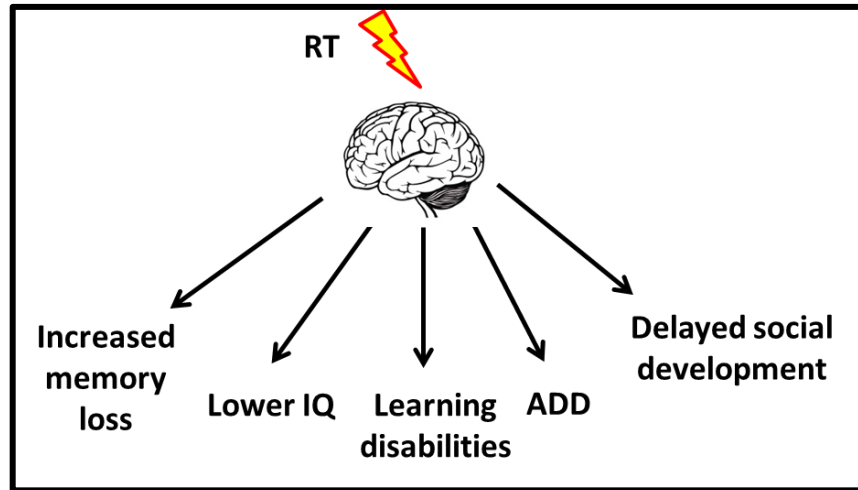 RT
Increased
memory
loss
Lower IQ
Learning
disabilities
ADD
Delayed social
development